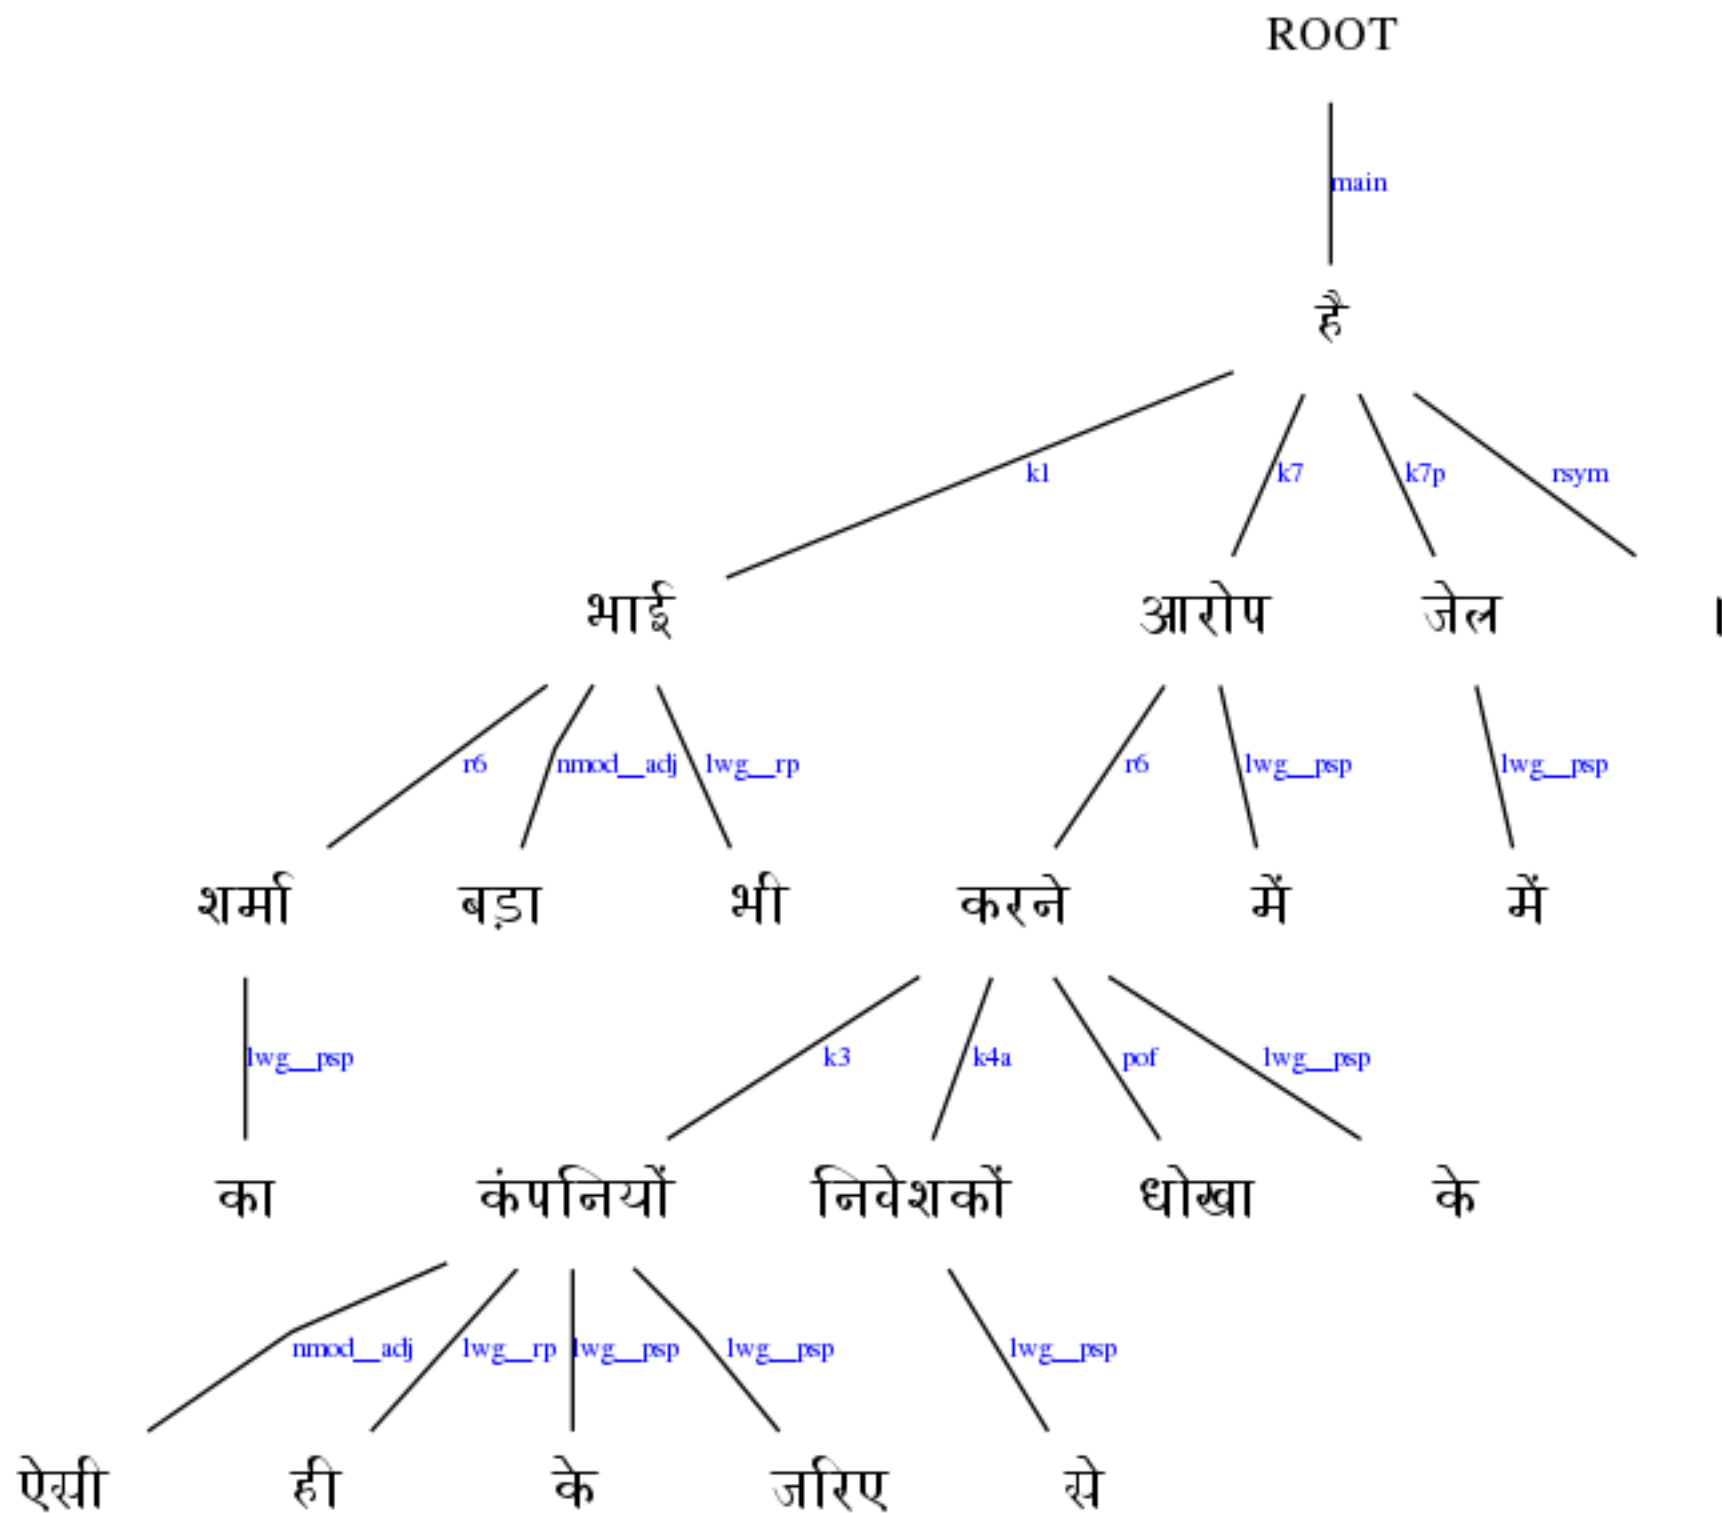 ROOT
main
है
k1 k7 k7p rsym
भाई आरोप जेल ।
r6 nmod__adj lwg__rp r6 lwg__psp lwg__psp
शर्मा बड़ा भी करने में में
lwg__psp k3 k4a pof lwg__psp
का कंपनियों निवेशकों धोखा के
nmod__adj lwg__rp lwg__psp lwg__psp lwg__psp
ऐसी ही के जरिए से